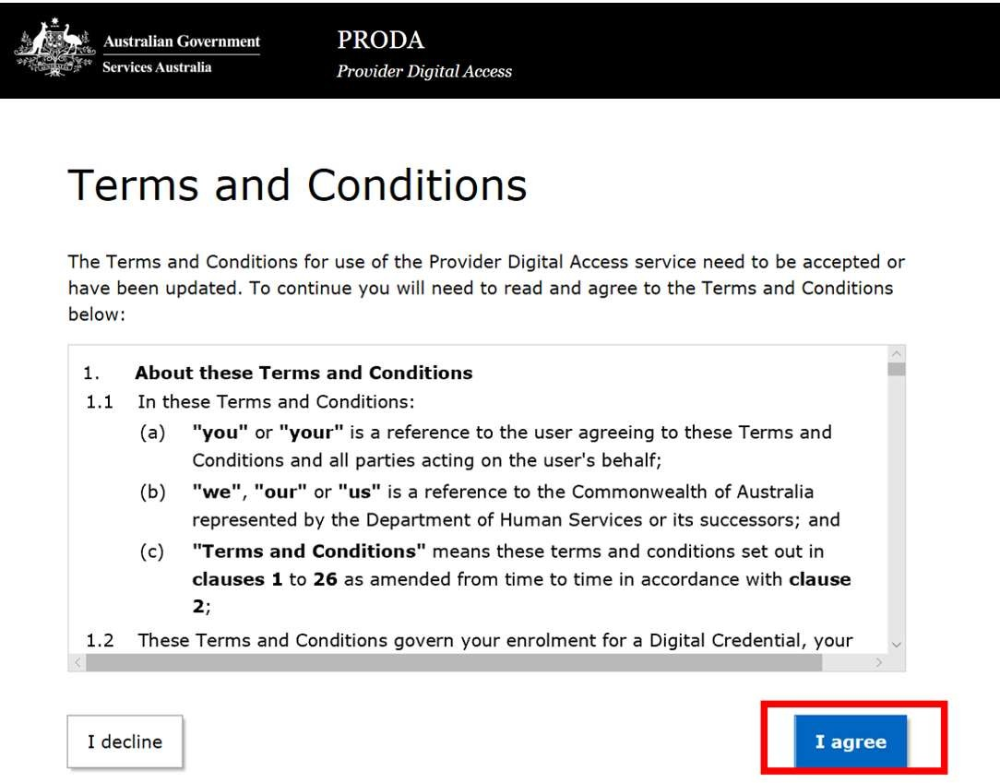 Australian Government
Services Australia
PRODA
Provider Digital Access
Terms and Conditions
The Terms and Conditions for use of the Provider Digital Access service need to be accepted or
have been updated. To continue you will need to read and agree to the Terms and Conditions
below:
1. About these Terms and Conditions
1.1 In these Terms and Conditions:
(a) "you" or "your" is a reference to the user agreeing to these Terms and
Conditions and all parties acting on the user's behalf;
(b) "we", "our" or "us" is a reference to the Commonwealth of Australia
represented by the Department of Human Services or its successors; and
(c) "Terms and Conditions" means these terms and conditions set out in
clauses 1 to 26 as amended from time to time in accordance with clause
2;
1.2 These Terms and Conditions govern your enrolment for a Digital Credential, your
I decline
I agree